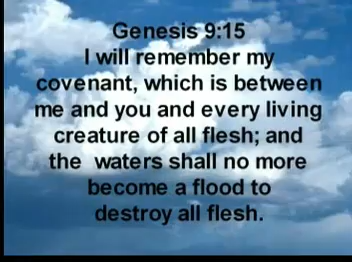 Genesis 9:15
I will remember my
covenant, which is between
me and you and every living
creature of all flesh; and
the waters shall no more
become a flood to
destroy all flesh.